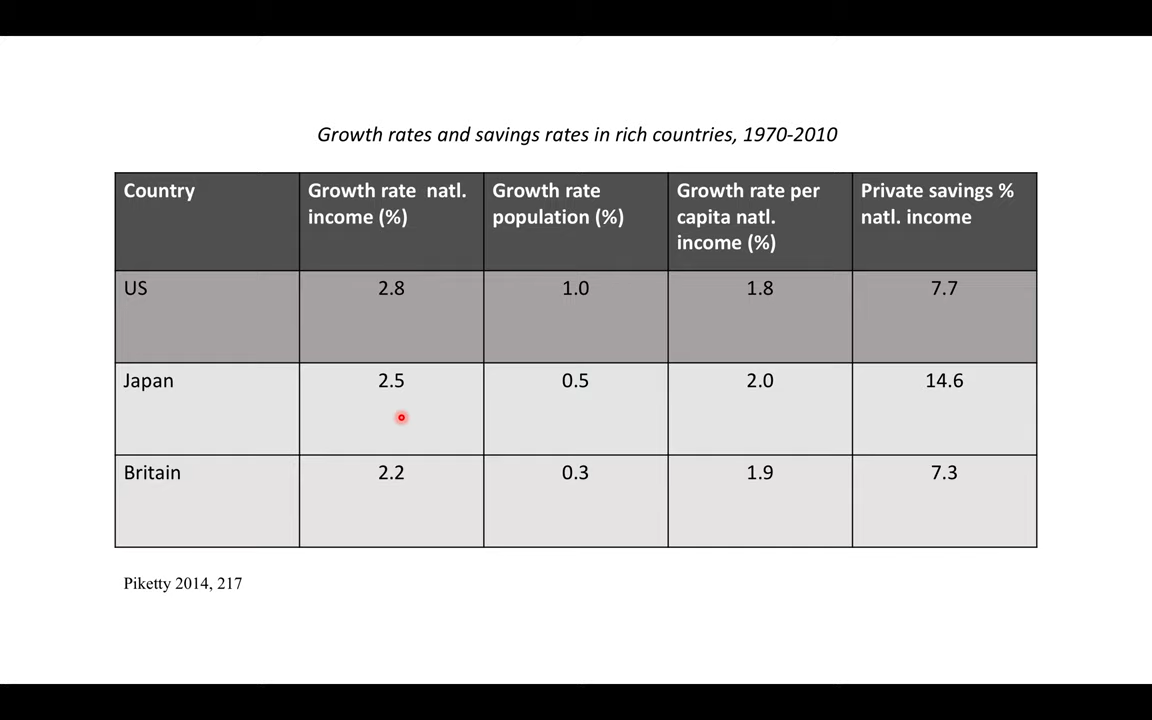 Growth rates and savings rates in rich countries, 1970-2010
Country
Growth rate natl.
income (%)
Growth rate
population (%)
Growth rate per
capita natl.
income (%)
Private savings %
natl. income
US 2.8 1.0 1.8 7.7
Japan 2.5 0.5 2.0 14.6
Britain 2.2 0.3 1.9 7.3
Piketty 2014, 217